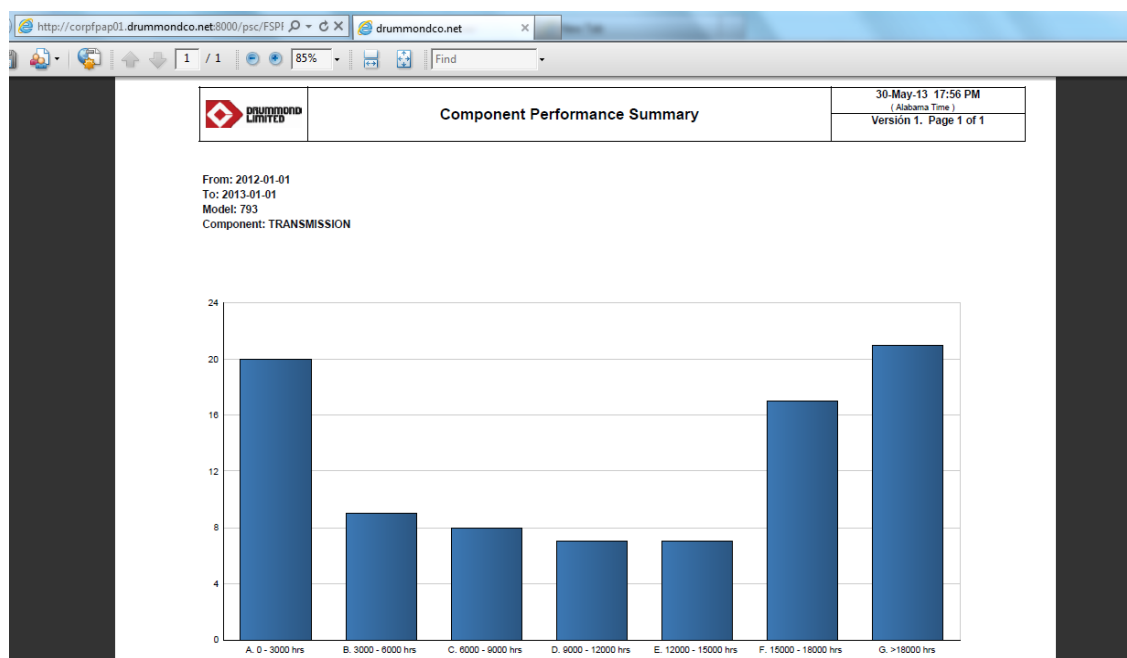 http://corpfpap01.drummondco.net:8000/psc/FSPI
drummondco.net
1 / 1
85%
Find
DRUMMOND
LIMITED
Component Performance Summary
30-May-13 17:56 PM
( Alabama Time )
Versión 1. Page 1 of 1
From: 2012-01-01
To: 2013-01-01
Model: 793
Component: TRANSMISSION
24
20
16
12
8
4
0
A. 0 - 3000 hrs
B. 3000 - 6000 hrs
C. 6000 - 9000 hrs
D. 9000 - 12000 hrs
E. 12000 - 15000 hrs
F. 15000 - 18000 hrs
G. >18000 hrs